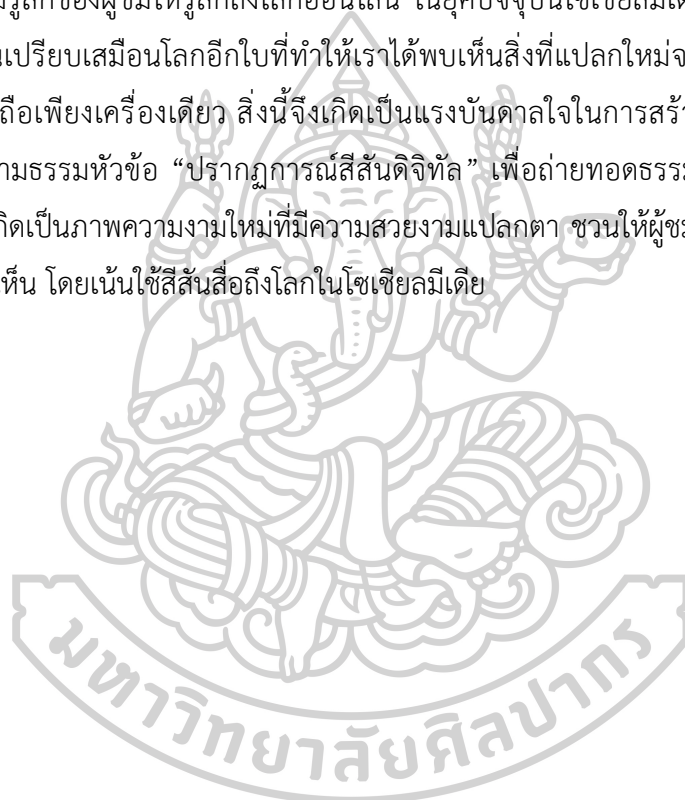 รู้สึกของผู้ชมให้รู้สึกถึงโลกออนไลน์ ในยุคปัจจุบันโซเชียลมีเดี
เปรียบเสมือนโลกอีกใบที่ทำให้เราได้พบเห็นสิ่งที่แปลกใหม่จ
ถือเพียงเครื่องเดียว สิ่งนี้จึงเกิดเป็นแรงบันดาลใจในการสร้า
ามธรรมหัวข้อ “ปรากฏการณ์สีสันดิจิทัล” เพื่อถ่ายทอดธรรม
กิดเป็นภาพความงามใหม่ที่มีความสวยงามแปลกตา ชวนให้ผู้ชม
เห็น โดยเน้นใช้สีสันสื่อถึงโลกในโซเชียลมีเดีย
มหาวิทยาลัยศิลปากร